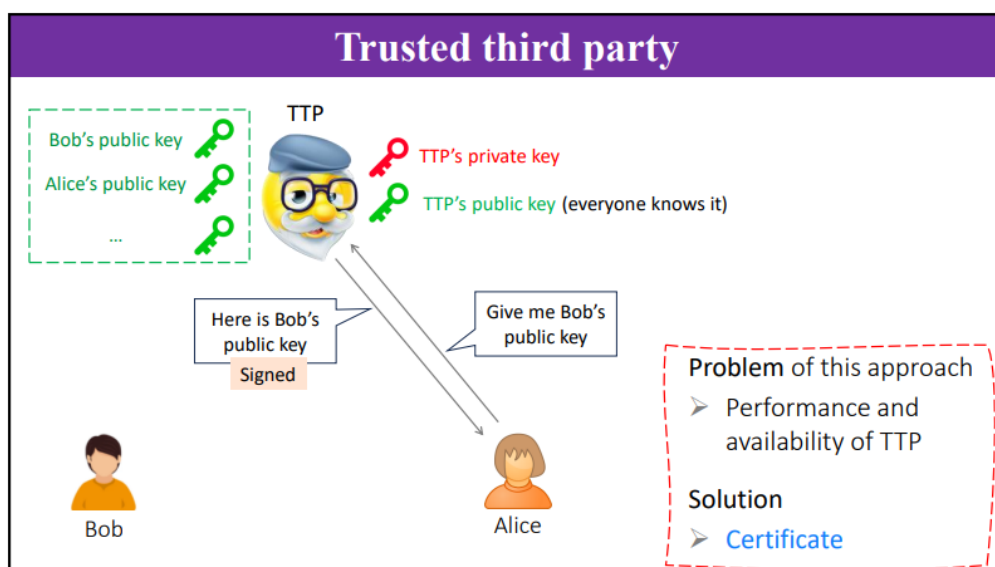 Trusted third party
TTP
Bob’s public key
Alice’s public key
...
TTP’s private key
TTP’s public key (everyone knows it)
Here is Bob’s
public key
Signed
Give me Bob’s
public key
Bob
Alice
Problem of this approach
➢ Performance and
availability of TTP
Solution
➢ Certificate